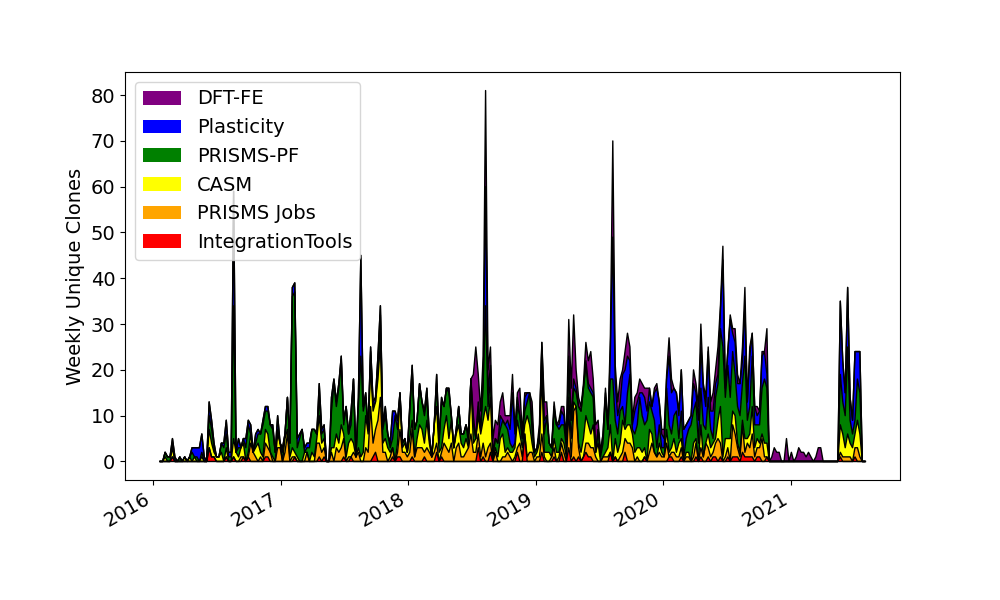 Weekly Unique Clones
80
70
60
50
40
30
20
10
0
DFT-FE
Plasticity
PRISMS-PF
CASM
PRISMS Jobs
IntegrationTools
2016
2017
2018
2019
2020
2021